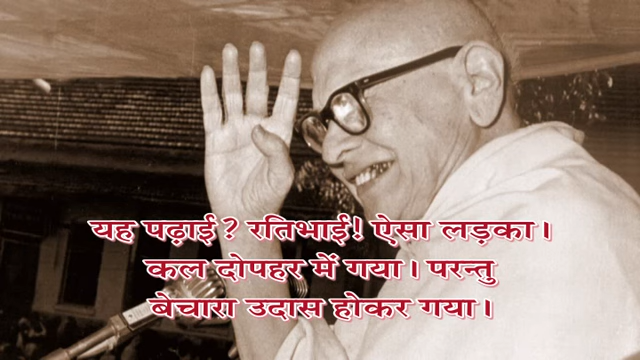 यह पढ़ाई? रतिभाई! ऐसा लड़का।
कल दोपहर में गया। परन्तु
बेचारा उदास होकर गया।